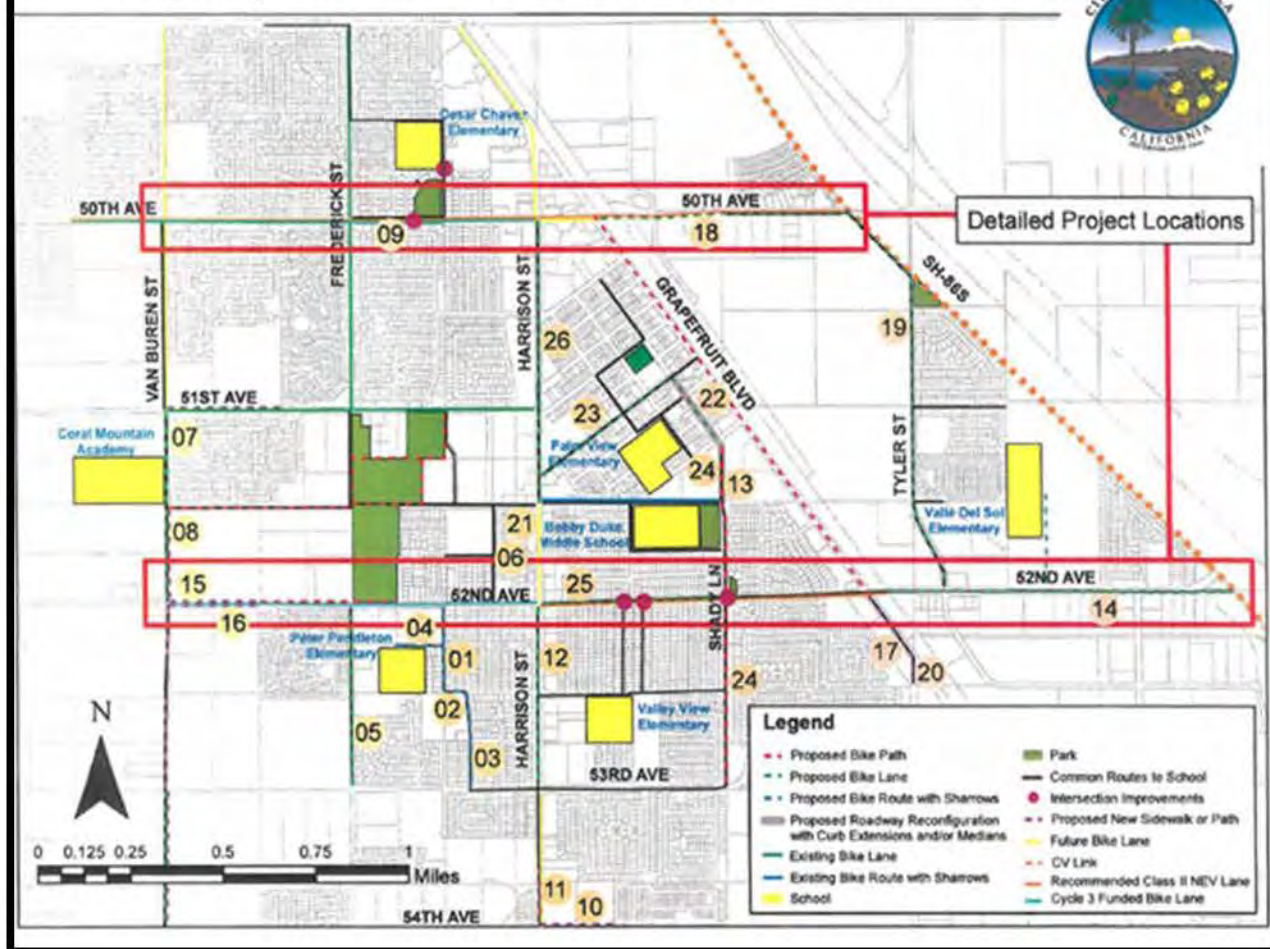 CALIFORNIA
Cesar Chavez
Elementary
50TH AVE
FREDERICK ST
50TH AVE
Detailed Project Locations
09
18
SH-86S
VAN BUREN ST
HARRISON ST
GRAPEFRUIT BLVD
26
19
51ST AVE
22
23
07
Coral Mountain
Academy
Palm View
Elementary
24
13
TYLER ST
08
21
Bobby Duke
Middle School
Valle Del Sol
Elementary
06
15
25
52ND AVE
52ND AVE
14
16
04
Peter Pendleton
Elementary
01
12
SHADY LN
17
20
24
02
N
05
HARRISON ST
Valley View
Elementary
03
53RD AVE
0 0.125 0.25 0.5 0.75 1
Miles
11
10
54TH AVE
Legend
Proposed Bike Path
Proposed Bike Lane
Proposed Bike Route with Sharrows
Proposed Roadway Reconfiguration
with Curb Extensions and/or Medians
Existing Bike Lane
Existing Bike Route with Sharrows
School
Park
Common Routes to School
Intersection Improvements
Proposed New Sidewalk or Path
Future Bike Lane
CV Link
Recommended Class II NEV Lane
Cycle 3 Funded Bike Lane